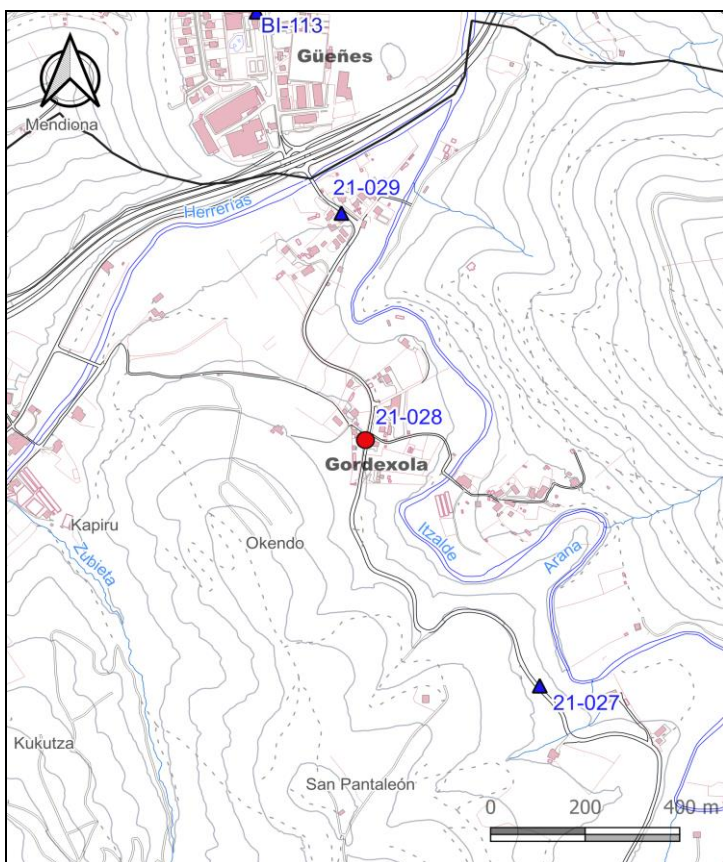 BI-113
Güeñes
Mendiona
21-029
Herrerías
21-028
Gordexola
Kapiru
Okendo
Itzalde
Arana
Zubieta
21-027
Kukutza
San Pantaleón
0 200 400 m